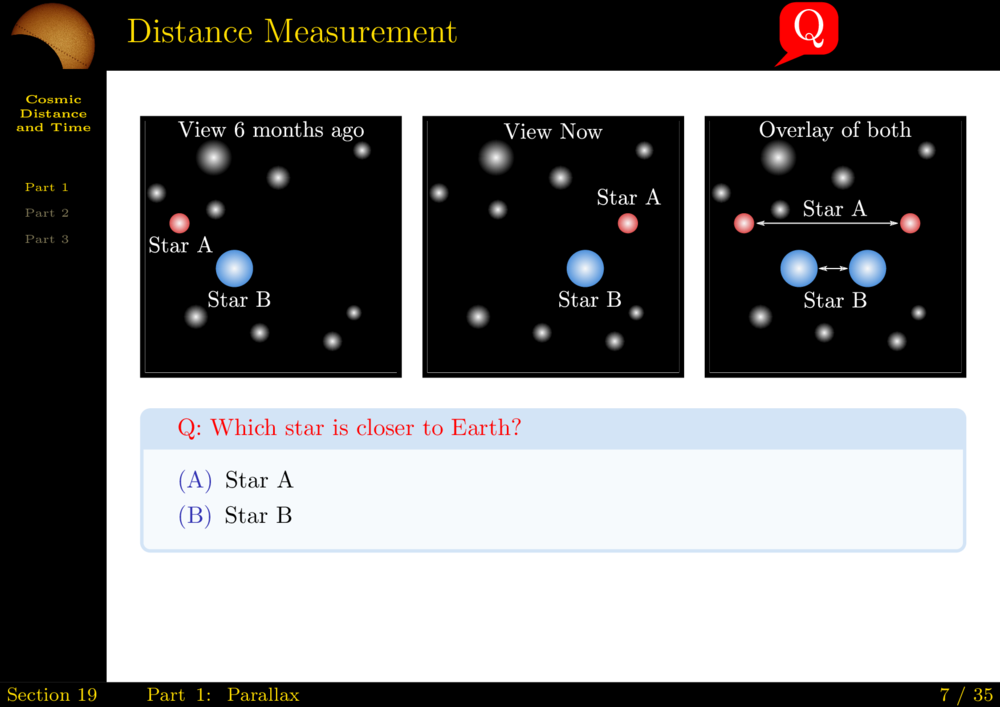 Distance Measurement
Q
Cosmic
Distance
and Time
Part 1
Part 2
Part 3
View 6 months ago
Star A
Star B
View Now
Star A
Star B
Overlay of both
Star A
Star B
Q: Which star is closer to Earth?
(A) Star A
(B) Star B
Section 19
Part 1: Parallax
7 / 35